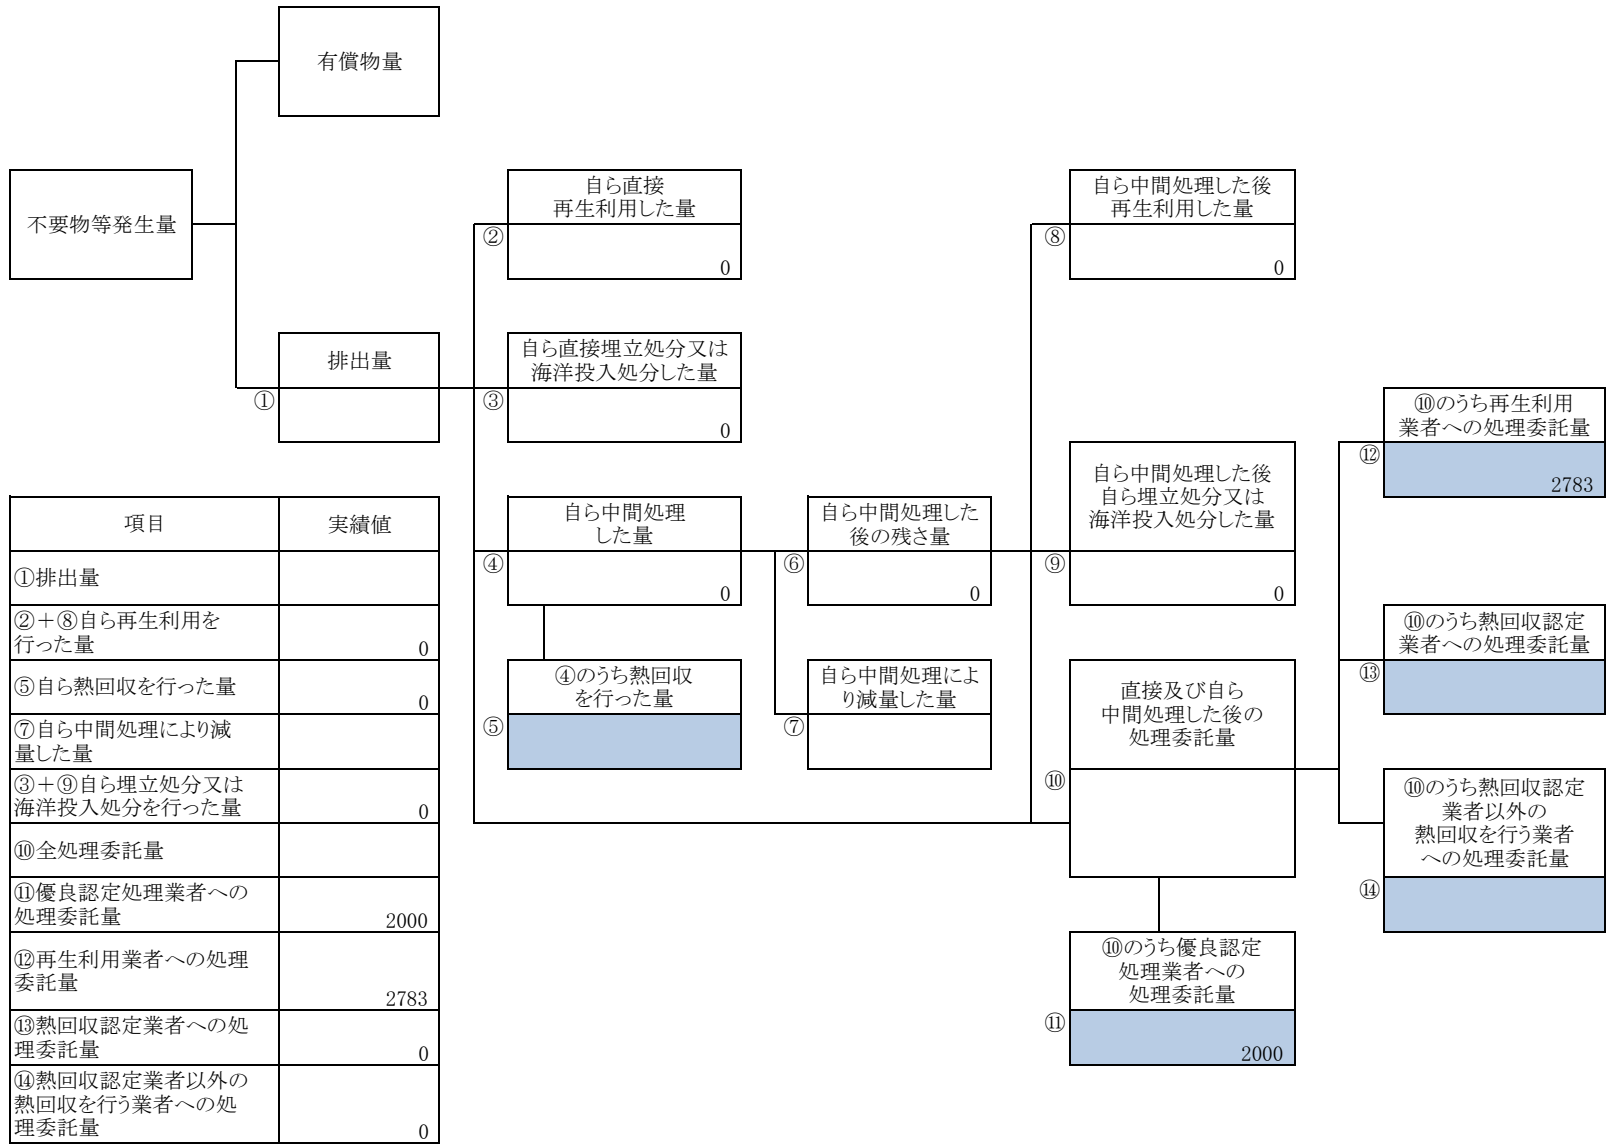 有償物量
不要物等発生量
自ら直接
再生利用した量
②
0
自ら中間処理した後
再生利用した量
⑧
0
排出量
①
自ら直接埋立処分又は
海洋投入処分した量
③
0
⑩のうち再生利用
業者への処理委託量
⑫
2783
自ら中間処理
した量
④
0
自ら中間処理した
後の残さ量
⑥
0
自ら中間処理した後
自ら埋立処分又は
海洋投入処分した量
⑨
0
⑩のうち熱回収認定
業者への処理委託量
⑬
④のうち熱回収
を行った量
⑤
自ら中間処理によ
り減量した量
⑦
直接及び自ら
中間処理した後の
処理委託量
⑩
⑩のうち熱回収認定
業者以外の
熱回収を行う業者
への処理委託量
⑭
⑩のうち優良認定
処理業者への
処理委託量
⑪
2000
項目
実績値
①排出量
②+⑧自ら再生利用を
行った量
0
⑤自ら熱回収を行った量
0
⑦自ら中間処理により減
量した量
③+⑨自ら埋立処分又は
海洋投入処分を行った量
0
⑩全処理委託量
⑪優良認定処理業者への
処理委託量
2000
⑫再生利用業者への処理
委託量
2783
⑬熱回収認定業者への処
理委託量
0
⑭熱回収認定業者以外の
熱回収を行う業者への処
理委託量
0